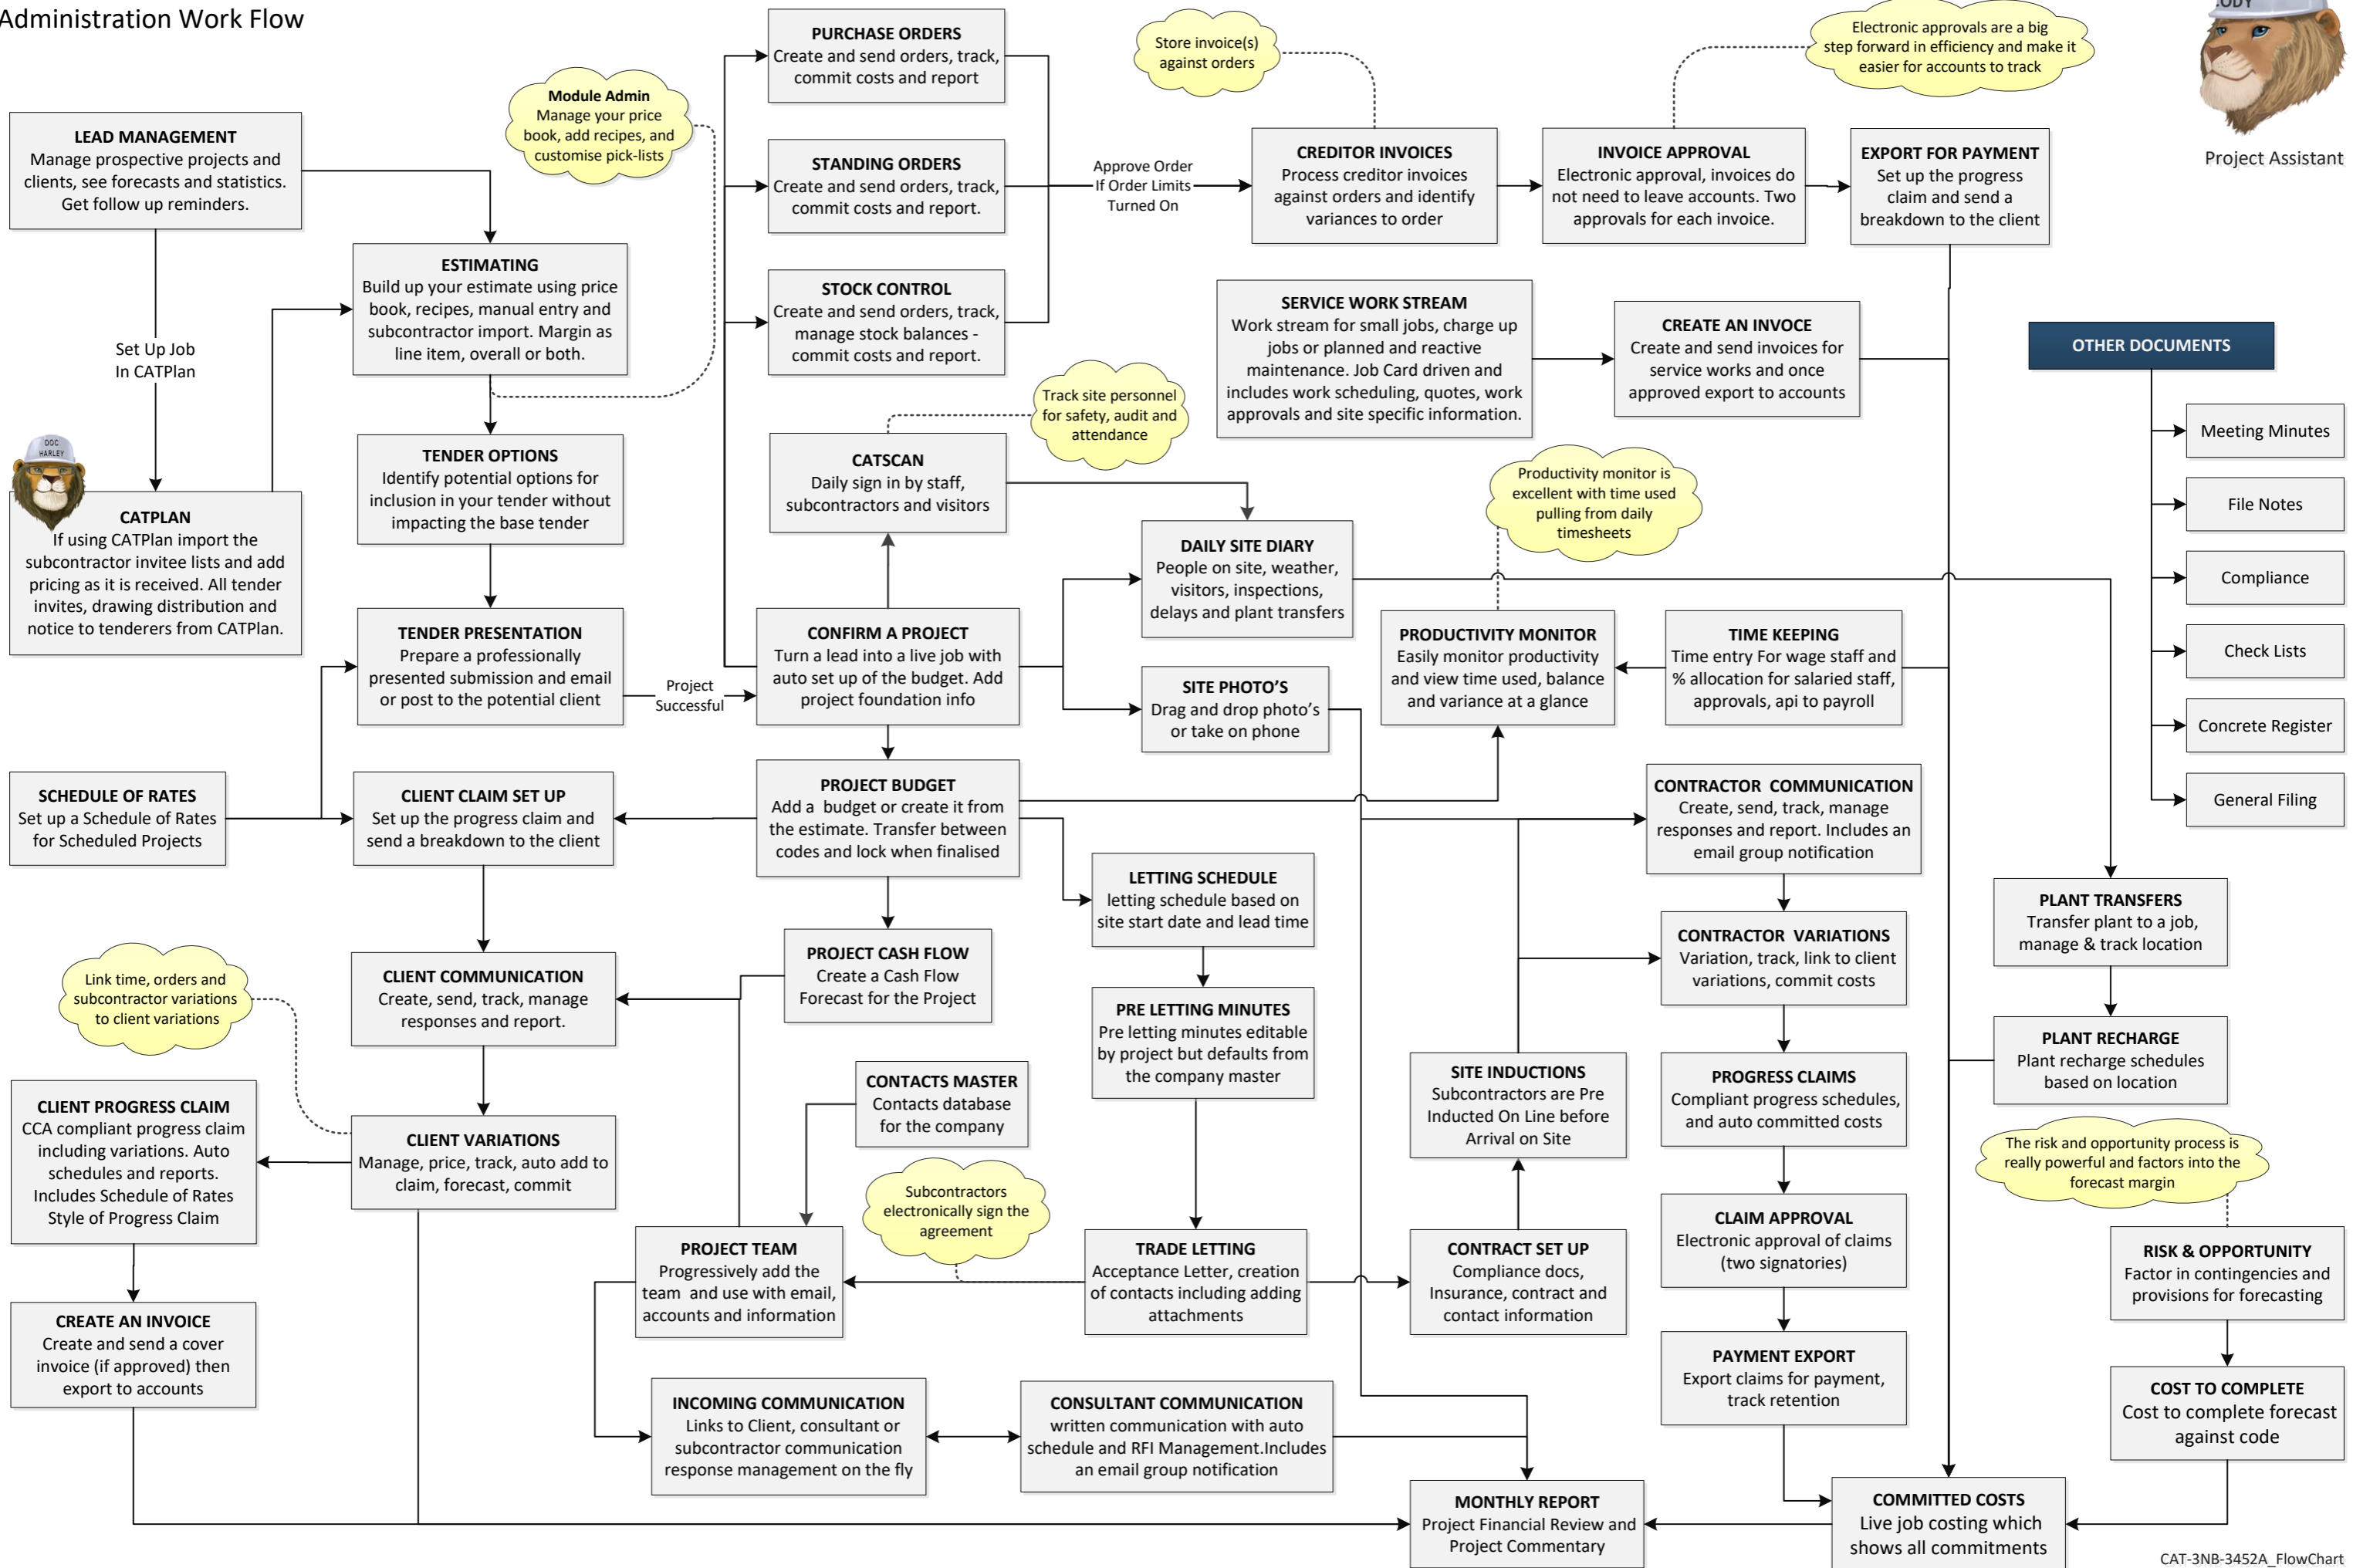 Administration Work Flow
LODY
Project Assistant
Module Admin
Manage your price
book, add recipes, and
customise pick-lists
Store invoice(s)
against orders
Electronic approvals are a big
step forward in efficiency and make it
easier for accounts to track
LEAD MANAGEMENT
Manage prospective projects and
clients, see forecasts and statistics.
Get follow up reminders.
PURCHASE ORDERS
Create and send orders, track,
commit costs and report
STANDING ORDERS
Create and send orders, track,
commit costs and report.
STOCK CONTROL
Create and send orders, track,
manage stock balances -
commit costs and report.
Approve Order
If Order Limits
Turned On
CREDITOR INVOICES
Process creditor invoices
against orders and identify
variances to order
INVOICE APPROVAL
Electronic approval, invoices do
not need to leave accounts. Two
approvals for each invoice.
EXPORT FOR PAYMENT
Set up the progress
claim and send a
breakdown to the client
ESTIMATING
Build up your estimate using price
book, recipes, manual entry and
subcontractor import. Margin as
line item, overall or both.
Set Up Job
In CATPlan
SERVICE WORK STREAM
Work stream for small jobs, charge up
jobs or planned and reactive
maintenance. Job Card driven and
includes work scheduling, quotes, work
approvals and site specific information.
CREATE AN INVOCE
Create and send invoices for
service works and once
approved export to accounts
OTHER DOCUMENTS
Meeting Minutes
File Notes
Compliance
Check Lists
Concrete Register
General Filing
DOC
HARLEY
CATPLAN
If using CATPlan import the
subcontractor invitee lists and add
pricing as it is received. All tender
invites, drawing distribution and
notice to tenderers from CATPlan.
TENDER OPTIONS
Identify potential options for
inclusion in your tender without
impacting the base tender
Track site personnel
for safety, audit and
attendance
CATSCAN
Daily sign in by staff,
subcontractors and visitors
Productivity monitor is
excellent with time used
pulling from daily
timesheets
DAILY SITE DIARY
People on site, weather,
visitors, inspections,
delays and plant transfers
TENDER PRESENTATION
Prepare a professionally
presented submission and email
or post to the potential client
Project
Successful
CONFIRM A PROJECT
Turn a lead into a live job with
auto set up of the budget. Add
project foundation info
SITE PHOTO'S
Drag and drop photo's
or take on phone
PRODUCTIVITY MONITOR
Easily monitor productivity
and view time used, balance
and variance at a glance
TIME KEEPING
Time entry For wage staff and
% allocation for salaried staff,
approvals, api to payroll
SCHEDULE OF RATES
Set up a Schedule of Rates
for Scheduled Projects
CLIENT CLAIM SET UP
Set up the progress claim and
send a breakdown to the client
PROJECT BUDGET
Add a budget or create it from
the estimate. Transfer between
codes and lock when finalised
CONTRACTOR COMMUNICATION
Create, send, track, manage
responses and report. Includes an
email group notification
LETTING SCHEDULE
letting schedule based on
site start date and lead time
PLANT TRANSFERS
Transfer plant to a job,
manage & track location
CONTRACTOR VARIATIONS
Variation, track, link to client
variations, commit costs
PROJECT CASH FLOW
Create a Cash Flow
Forecast for the Project
Link time, orders and
subcontractor variations
to client variations
CLIENT COMMUNICATION
Create, send, track, manage
responses and report.
PRE LETTING MINUTES
Pre letting minutes editable
by project but defaults from
the company master
PLANT RECHARGE
Plant recharge schedules
based on location
SITE INDUCTIONS
Subcontractors are Pre
Inducted On Line before
Arrival on Site
PROGRESS CLAIMS
Compliant progress schedules,
and auto committed costs
CONTACTS MASTER
Contacts database
for the company
CLIENT PROGRESS CLAIM
CCA compliant progress claim
including variations. Auto
schedules and reports.
Includes Schedule of Rates
Style of Progress Claim
CLIENT VARIATIONS
Manage, price, track, auto add to
claim, forecast, commit
The risk and opportunity process is
really powerful and factors into the
forecast margin
Subcontractors
electronically sign the
agreement
CLAIM APPROVAL
Electronic approval of claims
(two signatories)
PROJECT TEAM
Progressively add the
team and use with email,
accounts and information
TRADE LETTING
Acceptance Letter, creation
of contacts including adding
attachments
CONTRACT SET UP
Compliance docs,
Insurance, contract and
contact information
RISK & OPPORTUNITY
Factor in contingencies and
provisions for forecasting
CREATE AN INVOICE
Create and send a cover
invoice (if approved) then
export to accounts
PAYMENT EXPORT
Export claims for payment,
track retention
COST TO COMPLETE
Cost to complete forecast
against code
INCOMING COMMUNICATION
Links to Client, consultant or
subcontractor communication
response management on the fly
CONSULTANT COMMUNICATION
written communication with auto
schedule and RFI Management.Includes
an email group notification
MONTHLY REPORT
Project Financial Review and
Project Commentary
COMMITTED COSTS
Live job costing which
shows all commitments
CAT-3NB-3452A_FlowChart